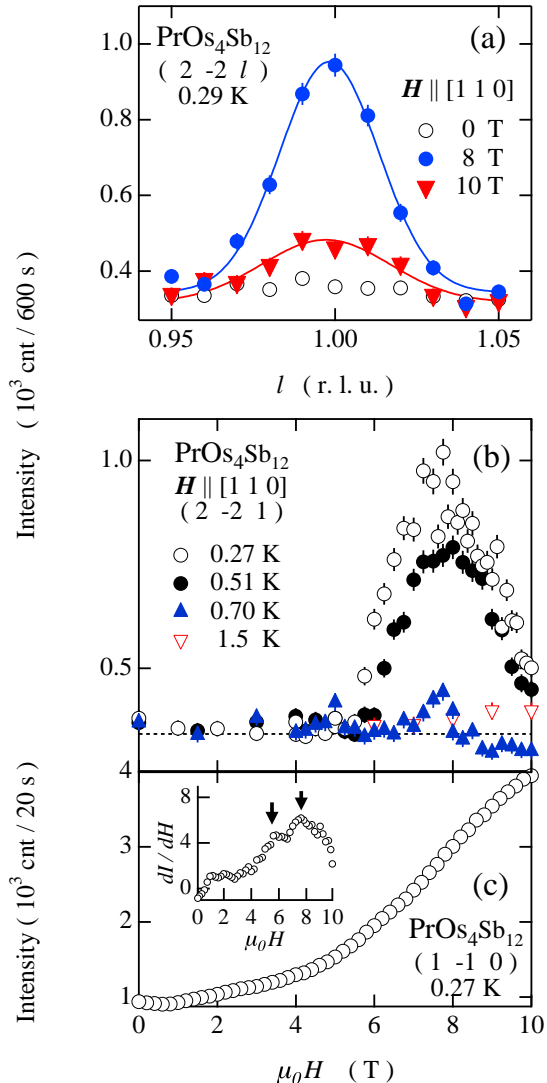 PrOs4Sb12
( 2 -2 l )
0.29 K
(a)
H || [1 1 0]
0 T
8 T
10 T
1.0
0.8
0.6
0.4
0.95
1.00
1.05
l ( r. l. u. )
Intensity ( 10³ cnt / 600 s )
(b)
PrOs4Sb12
H || [1 1 0]
( 2 -2 1 )
0.27 K
0.51 K
0.70 K
1.5 K
1.0
0.5
Intensity ( 10³ cnt / 20 s )
4
3
2
1
8
4
0
dI / dH
0 2 4 6 8 10
μ0H
(c)
PrOs4Sb12
( 1 -1 0 )
0.27 K
0 2 4 6 8 10
μ0H ( T )